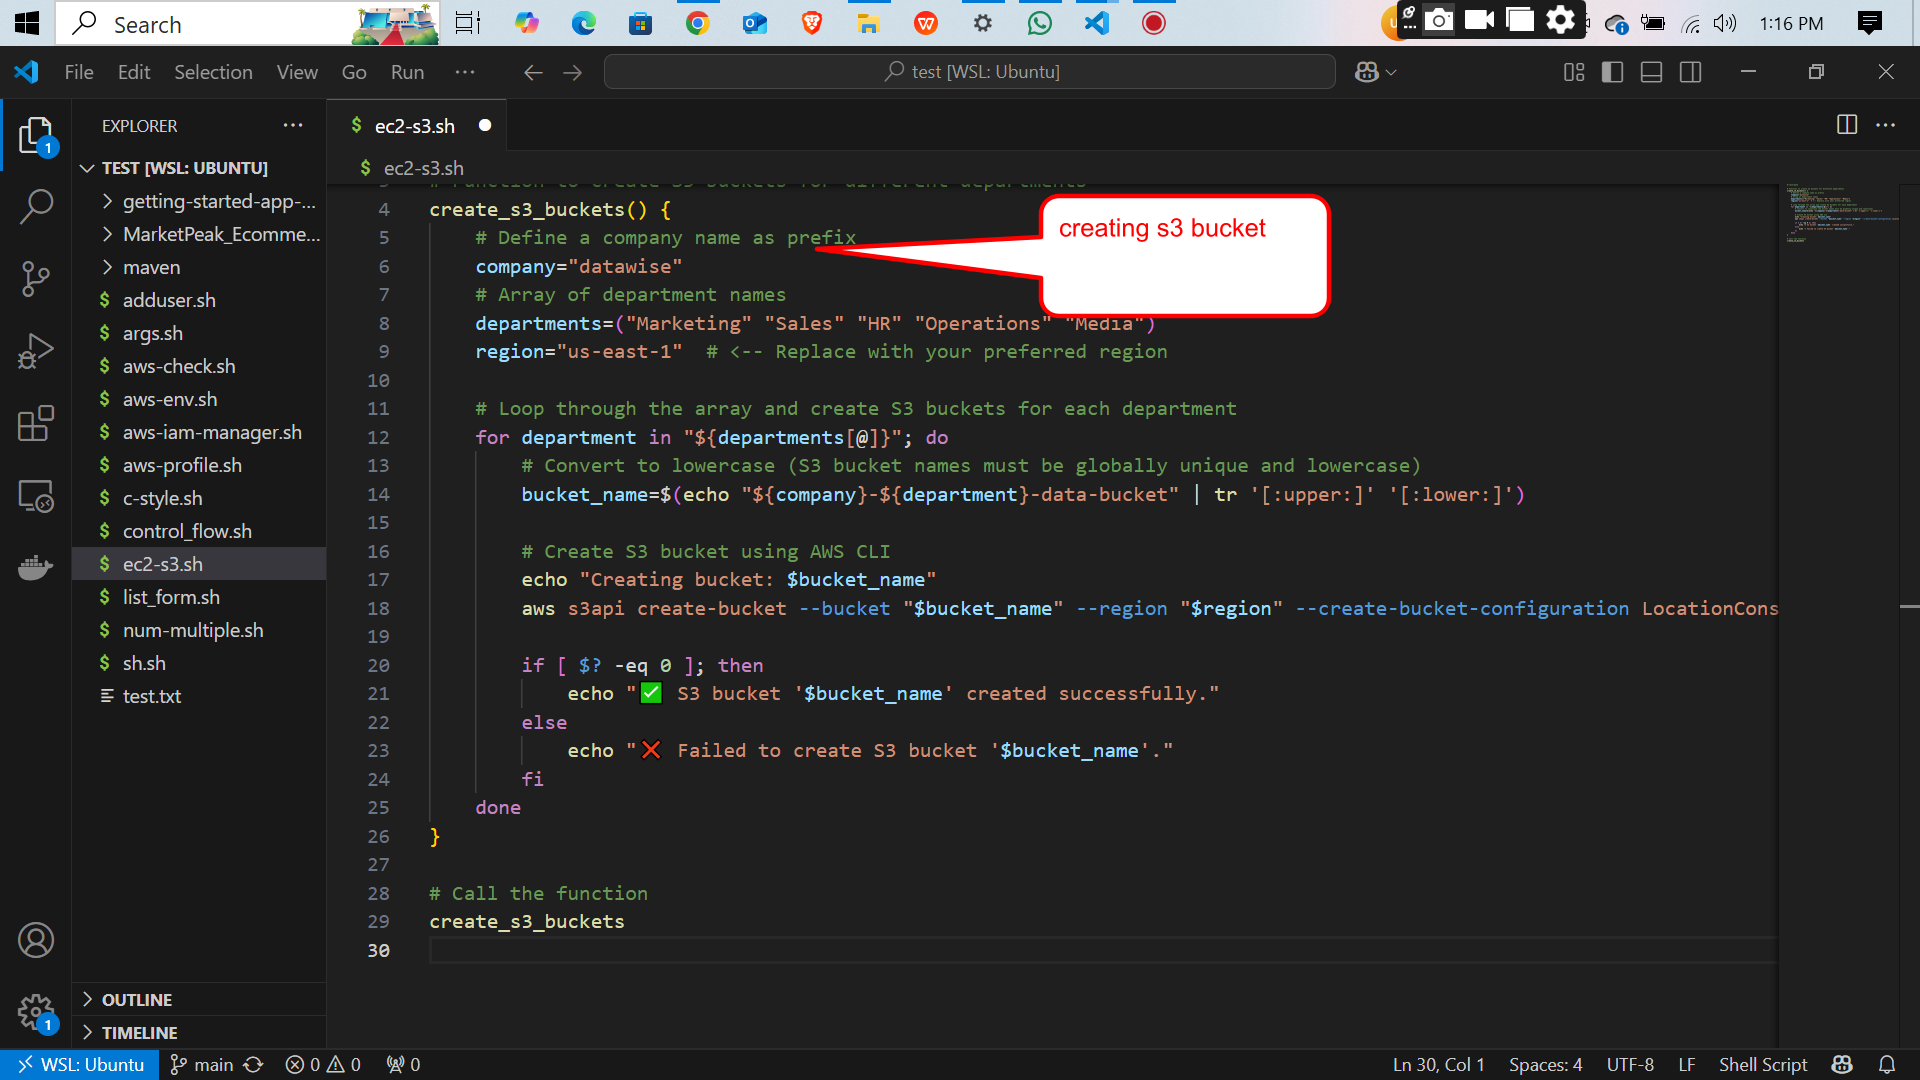 Search
1:16 PM
File Edit Selection View Go Run ···
test [WSL: Ubuntu]
EXPLORER
TEST [WSL: UBUNTU]
getting-started-app-...
MarketPeak_Ecomme...
maven
$ adduser.sh
$ args.sh
$ aws-check.sh
$ aws-env.sh
$ aws-iam-manager.sh
$ aws-profile.sh
$ c-style.sh
$ control_flow.sh
$ ec2-s3.sh
$ list_form.sh
$ num-multiple.sh
$ sh.sh
test.txt
OUTLINE
TIMELINE
1
1
$ ec2-s3.sh
$ ec2-s3.sh
3 # Function to create S3 buckets for different departments
4 create_s3_buckets() {
5 # Define a company name as prefix
6 company="datawise"
7 # Array of department names
8 departments=("Marketing" "Sales" "HR" "Operations" "Media")
9 region="us-east-1"  # <-- Replace with your preferred region
10
11 # Loop through the array and create S3 buckets for each department
12 for department in "${departments[@]}"; do
13 # Convert to lowercase (S3 bucket names must be globally unique and lowercase)
14 bucket_name=$(echo "${company}-${department}-data-bucket" | tr '[:upper:]' '[:lower:]')
15
16 # Create S3 bucket using AWS CLI
17 echo "Creating bucket: $bucket_name"
18 aws s3api create-bucket --bucket "$bucket_name" --region "$region" --create-bucket-configuration LocationCons
19
20 if [ $? -eq 0 ]; then
21 echo "✅ S3 bucket '$bucket_name' created successfully."
22 else
23 echo "❌ Failed to create S3 bucket '$bucket_name'."
24 fi
25 done
26 }
27
28 # Call the function
29 create_s3_buckets
30
creating s3 bucket
WSL: Ubuntu main 0 0 0
Ln 30, Col 1 Spaces: 4 UTF-8 LF Shell Script